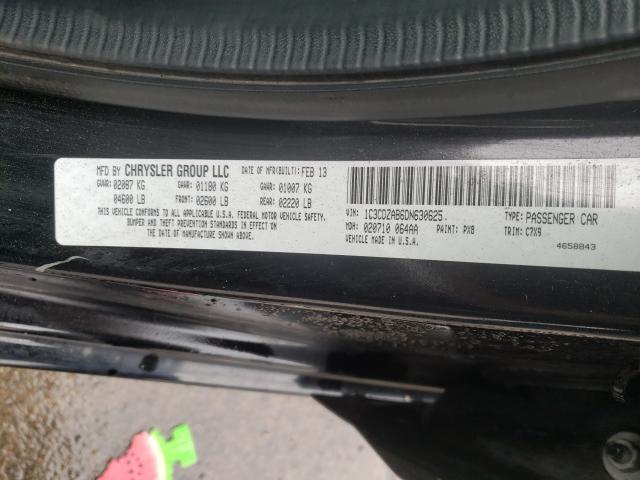 MFD BY CHRYSLER GROUP LLC DATE OF MFR(BUILT): FEB 13
GVWR: 02087 KG GAWR: 01180 KG GAWR: 01007 KG
04600 LB FRONT: 02600 LB REAR: 02220 LB
THIS VEHICLE CONFORMS TO ALL APPLICABLE U.S.A. FEDERAL MOTOR VEHICLE SAFETY,
BUMPER AND THEFT PREVENTION STANDARDS IN EFFECT ON
THE DATE OF MANUFACTURE SHOWN ABOVE.
VIN: 1C3CDZAB6DN630625 TYPE: PASSENGER CAR
MDH: 020710 064AA PAINT: PX8 TRIM: C7X9
MADE IN U.S.A. 4658843